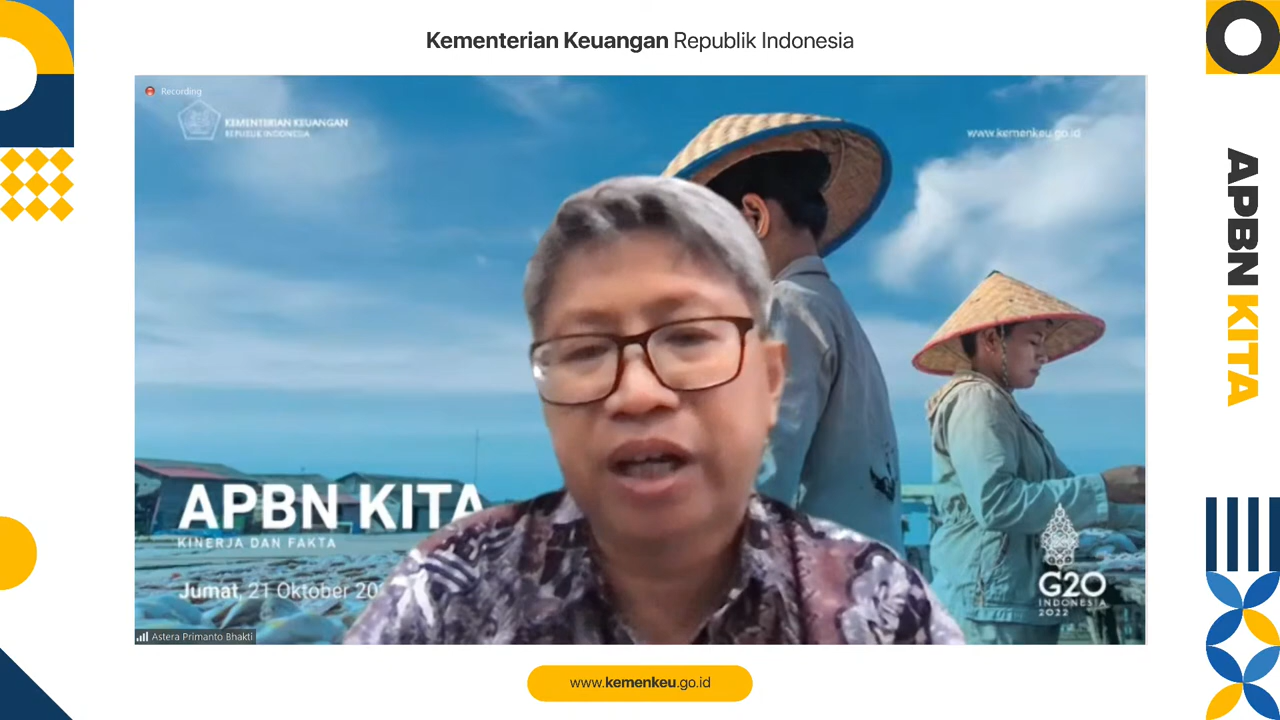 Kementerian Keuangan Republik Indonesia
Recording
KEMENTERIAN KEUANGAN
REPUBLIK INDONESIA
www.kemenkeu.go.id
APBN KITA
APBN KITA
KINERJA DAN FAKTA
Jumat, 21 Oktober 20
G20
INDONESIA
2022
Astera Primanto Bhakti
www.kemenkeu.go.id